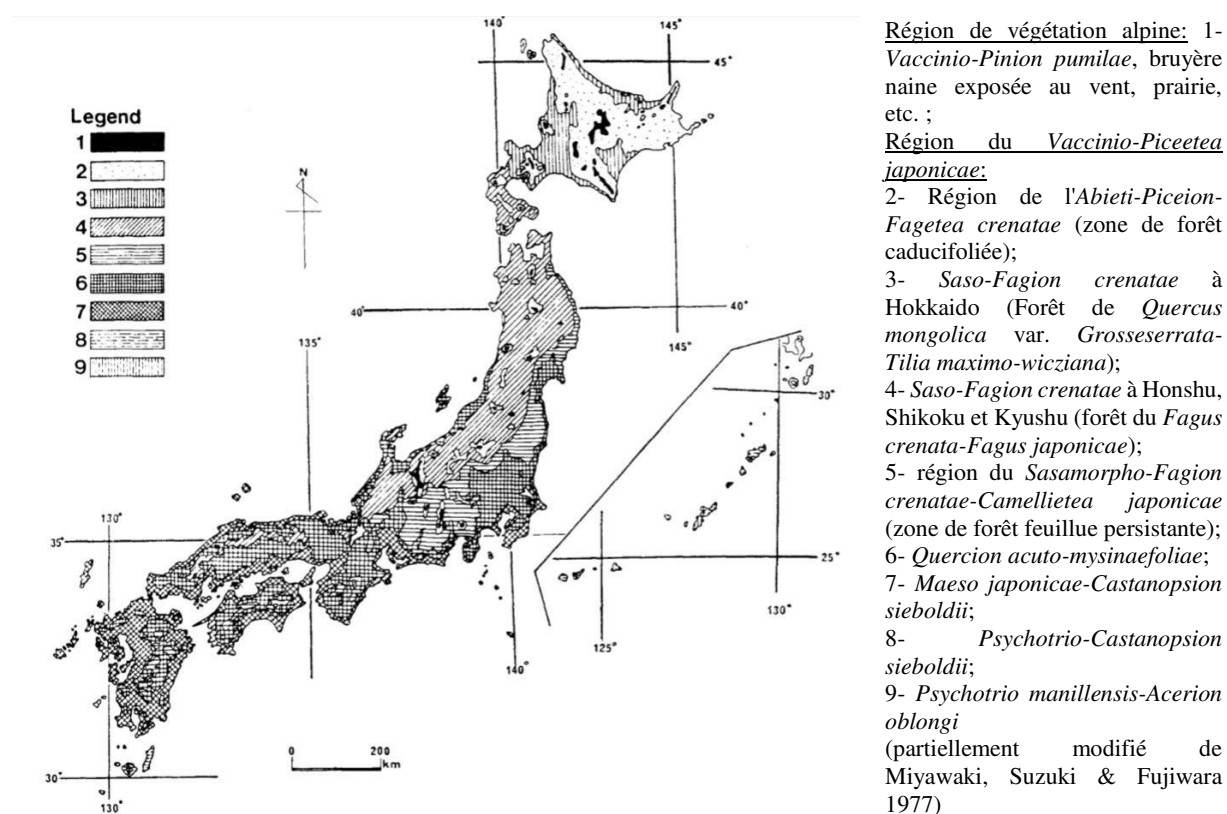 140°
145°
45°
Legend
1
2
3
4
5
6
7
8
9
N
40°
40°
135°
145°
30°
130°
35°
25°
130°
140°
125°
0 200
km
30°
130°
Région de végétation alpine: 1-
Vaccinio-Pinion pumilae, bruyère
naine exposée au vent, prairie,
etc. ;
Région du Vaccinio-Piceetea
japonicae:
2- Région de l'Abieti-Piceion-
Fagetea crenatae (zone de forêt
caducifoliée);
3- Saso-Fagion crenatae à
Hokkaido (Forêt de Quercus
mongolica var. Grosseserrata-
Tilia maximo-wicziana);
4- Saso-Fagion crenatae à Honshu,
Shikoku et Kyushu (forêt du Fagus
crenata-Fagus japonicae);
5- région du Sasamorpho-Fagion
crenatae-Camellietea japonicae
(zone de forêt feuillue persistante);
6- Quercion acuto-mysinaefoliae;
7- Maeso japonicae-Castanopsion
sieboldii;
8- Psychotrio-Castanopsion
sieboldii;
9- Psychotrio manillensis-Acerion
oblongi
(partiellement modifié de
Miyawaki, Suzuki & Fujiwara
1977)